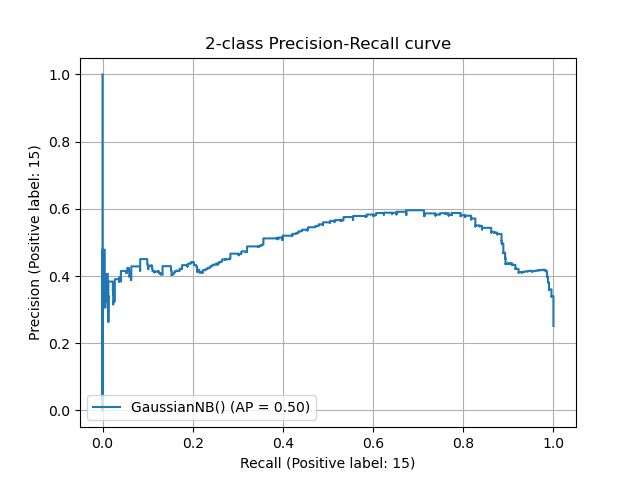 2-class Precision-Recall curve
Precision (Positive label: 15)
1.0
0.8
0.6
0.4
0.2
0.0
GaussianNB() (AP = 0.50)
0.0 0.2 0.4 0.6 0.8 1.0
Recall (Positive label: 15)